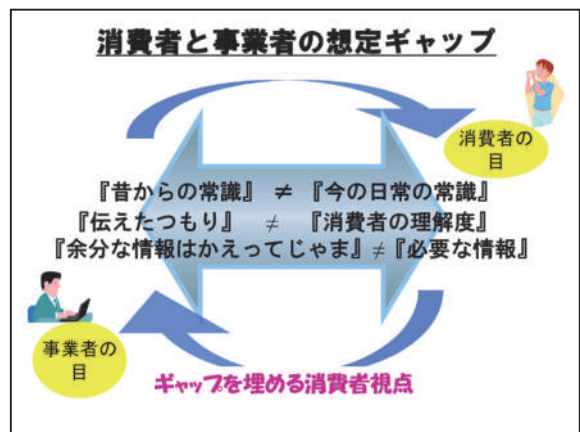 消費者と事業者の想定ギャップ
消費者の
目
『昔からの常識』 ≠ 『今の日常の常識』
『伝えたつもり』 ≠ 『消費者の理解度』
『余分な情報はかえってじゃま』≠『必要な情報』
事業者の
目
ギャップを埋める消費者視点